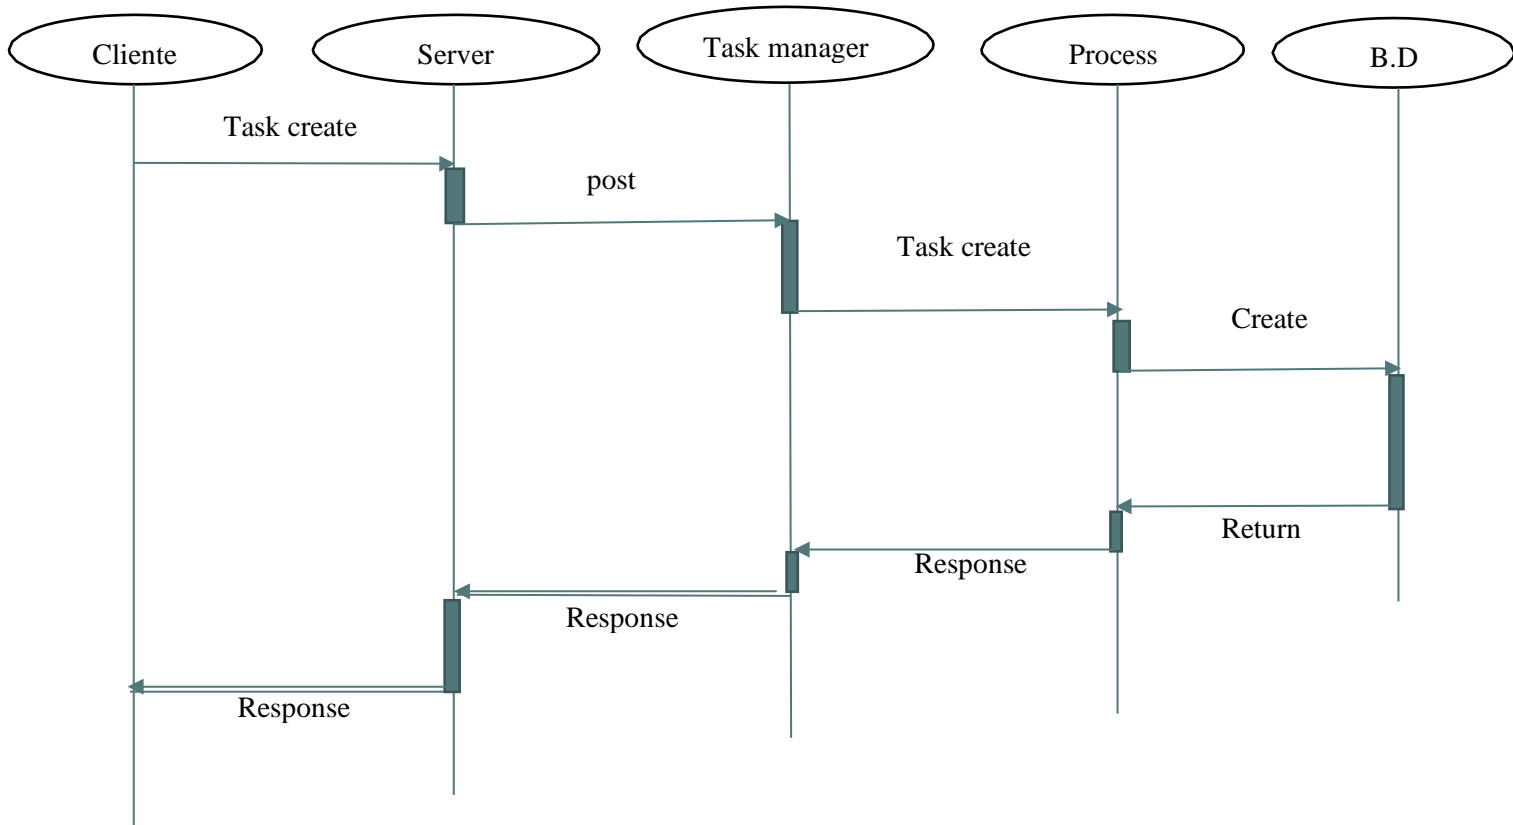 Cliente
Server
Task manager
Process
B.D
Task create
post
Task create
Create
Return
Response
Response
Response